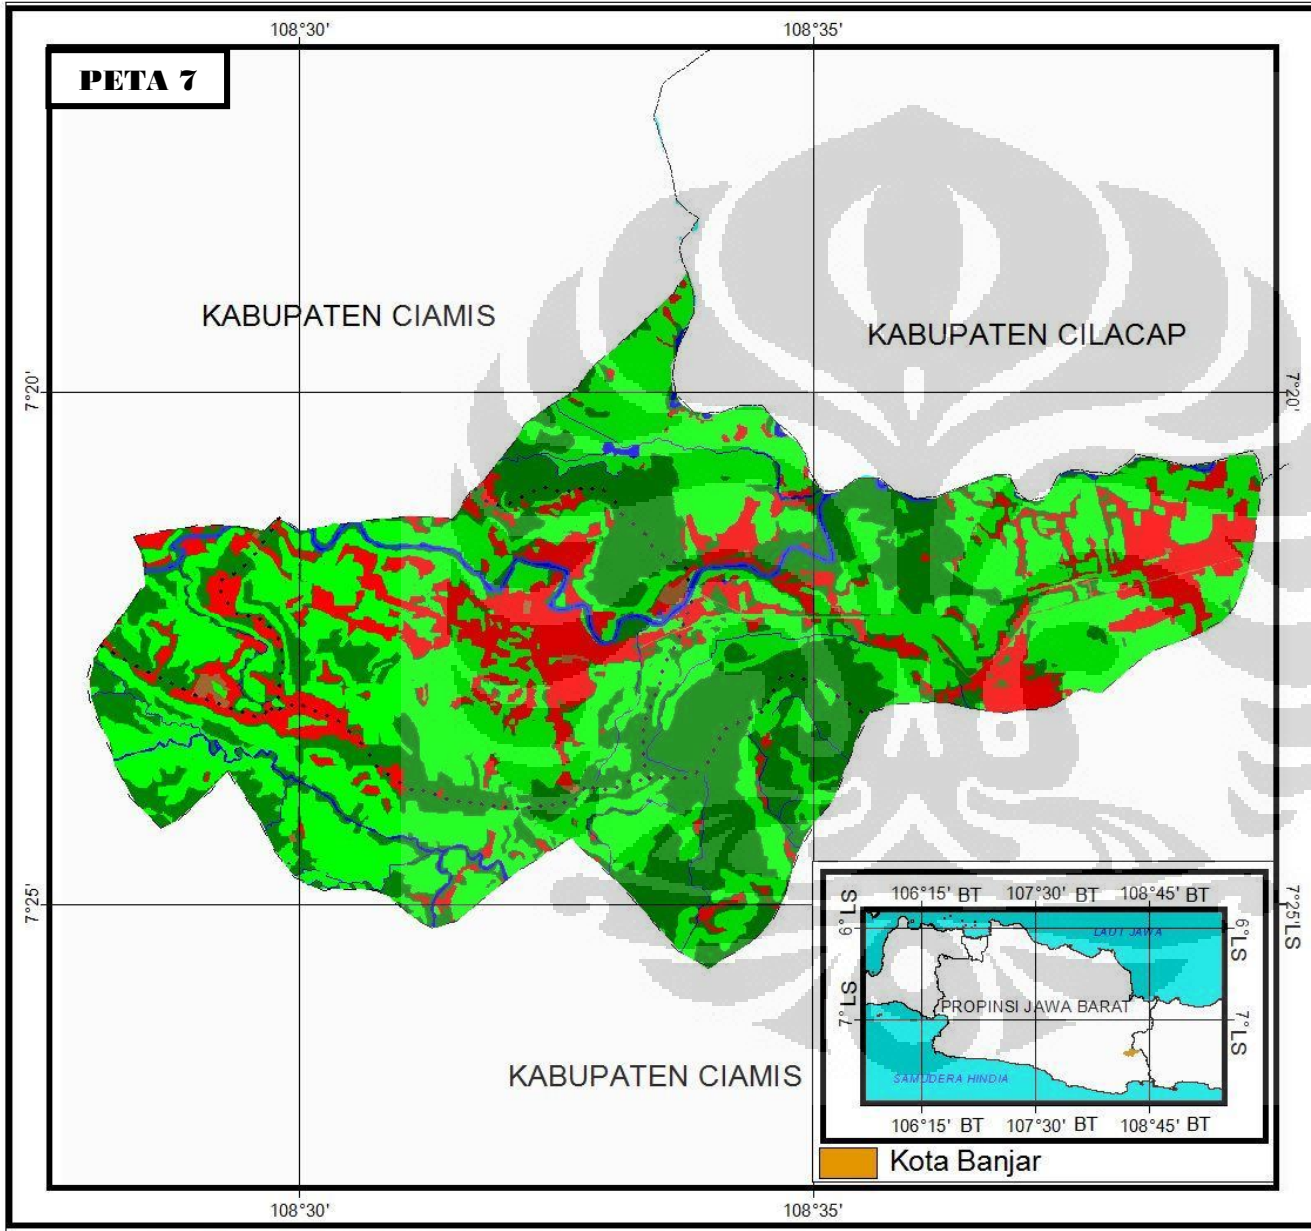 108°30'
108°35'
PETA 7
KABUPATEN CIAMIS
KABUPATEN CILACAP
7°20'
7°20'
7°25'
7°25'LS
KABUPATEN CIAMIS
106°15' BT
107°30' BT
108°45' BT
6°LS
6°LS
LAUT JAWA
PROPINSI JAWA BARAT
7°LS
7°LS
SAMUDERA HINDIA
106°15' BT
107°30' BT
108°45' BT
Kota Banjar
108°30'
108°35'